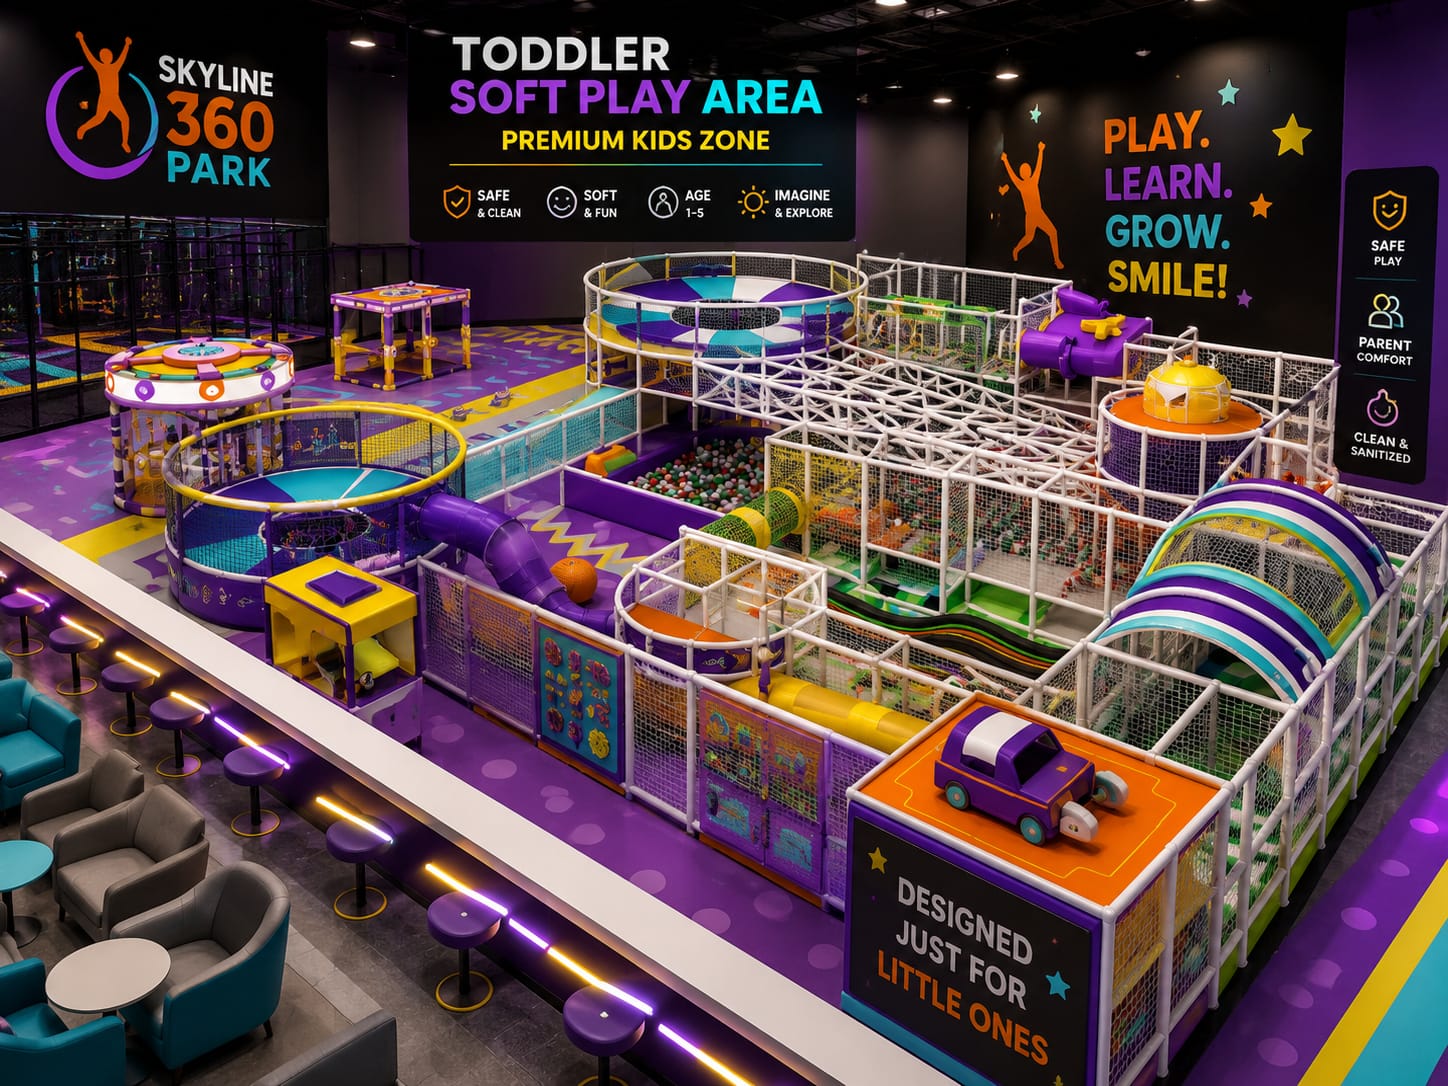 SKYLINE
360
PARK
TODDLER
SOFT PLAY AREA
PREMIUM KIDS ZONE
SAFE
& CLEAN
SOFT
& FUN
AGE
1-5
IMAGINE
& EXPLORE
PLAY.
LEARN.
GROW.
SMILE!
SAFE
PLAY
PARENT
COMFORT
CLEAN &
SANITIZED
DESIGNED
JUST FOR
LITTLE ONES